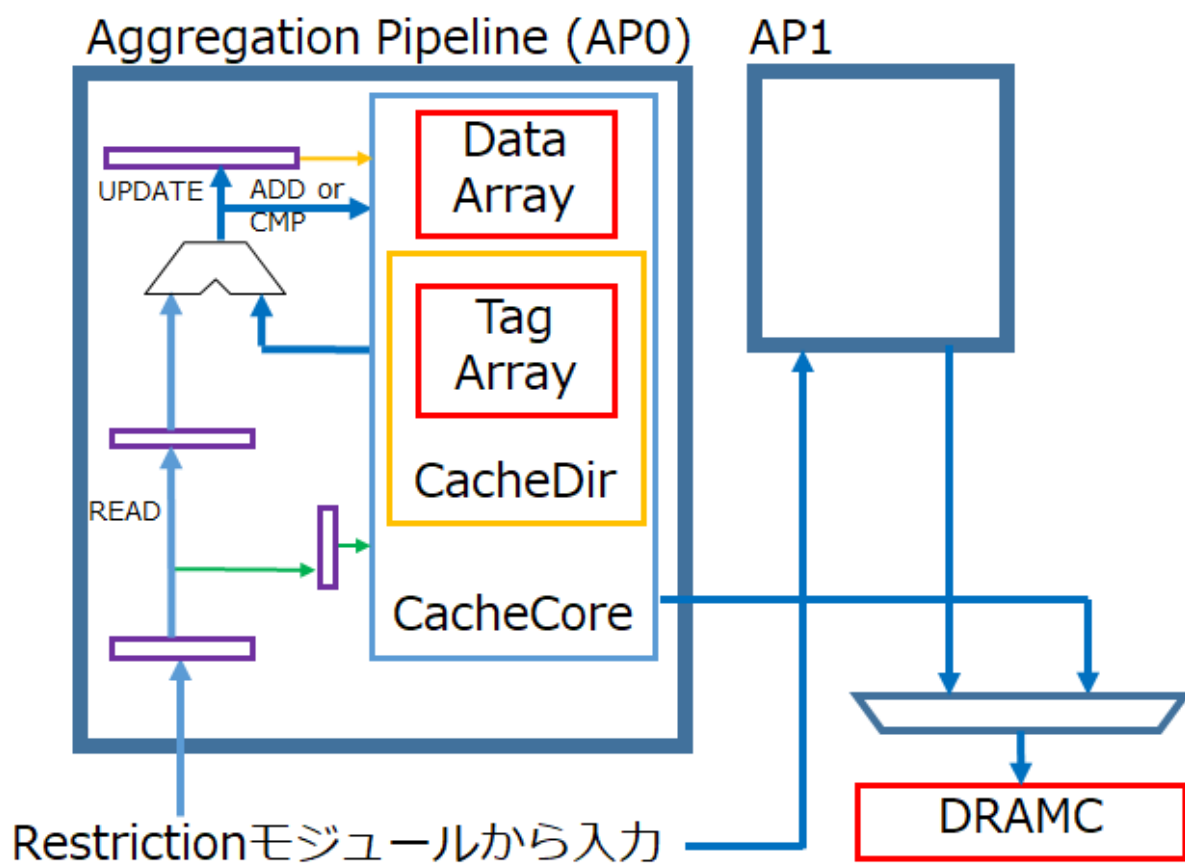 Aggregation Pipeline (AP0)
AP1
Data
Array
UPDATE
ADD or
CMP
Tag
Array
CacheDir
READ
CacheCore
DRAMC
Restrictionモジュールから入力